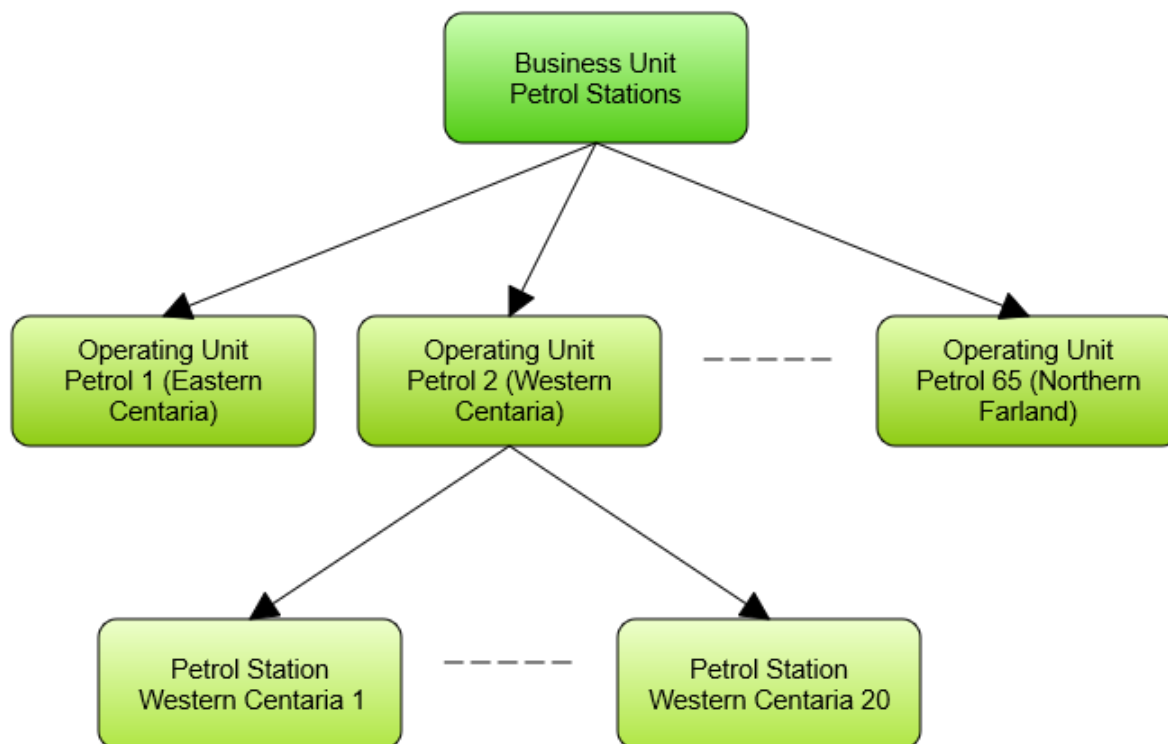 Business Unit
Petrol Stations
Operating Unit
Petrol 1 (Eastern
Centaria)
Operating Unit
Petrol 2 (Western
Centaria)
Operating Unit
Petrol 65 (Northern
Farland)
Petrol Station
Western Centaria 1
Petrol Station
Western Centaria 20